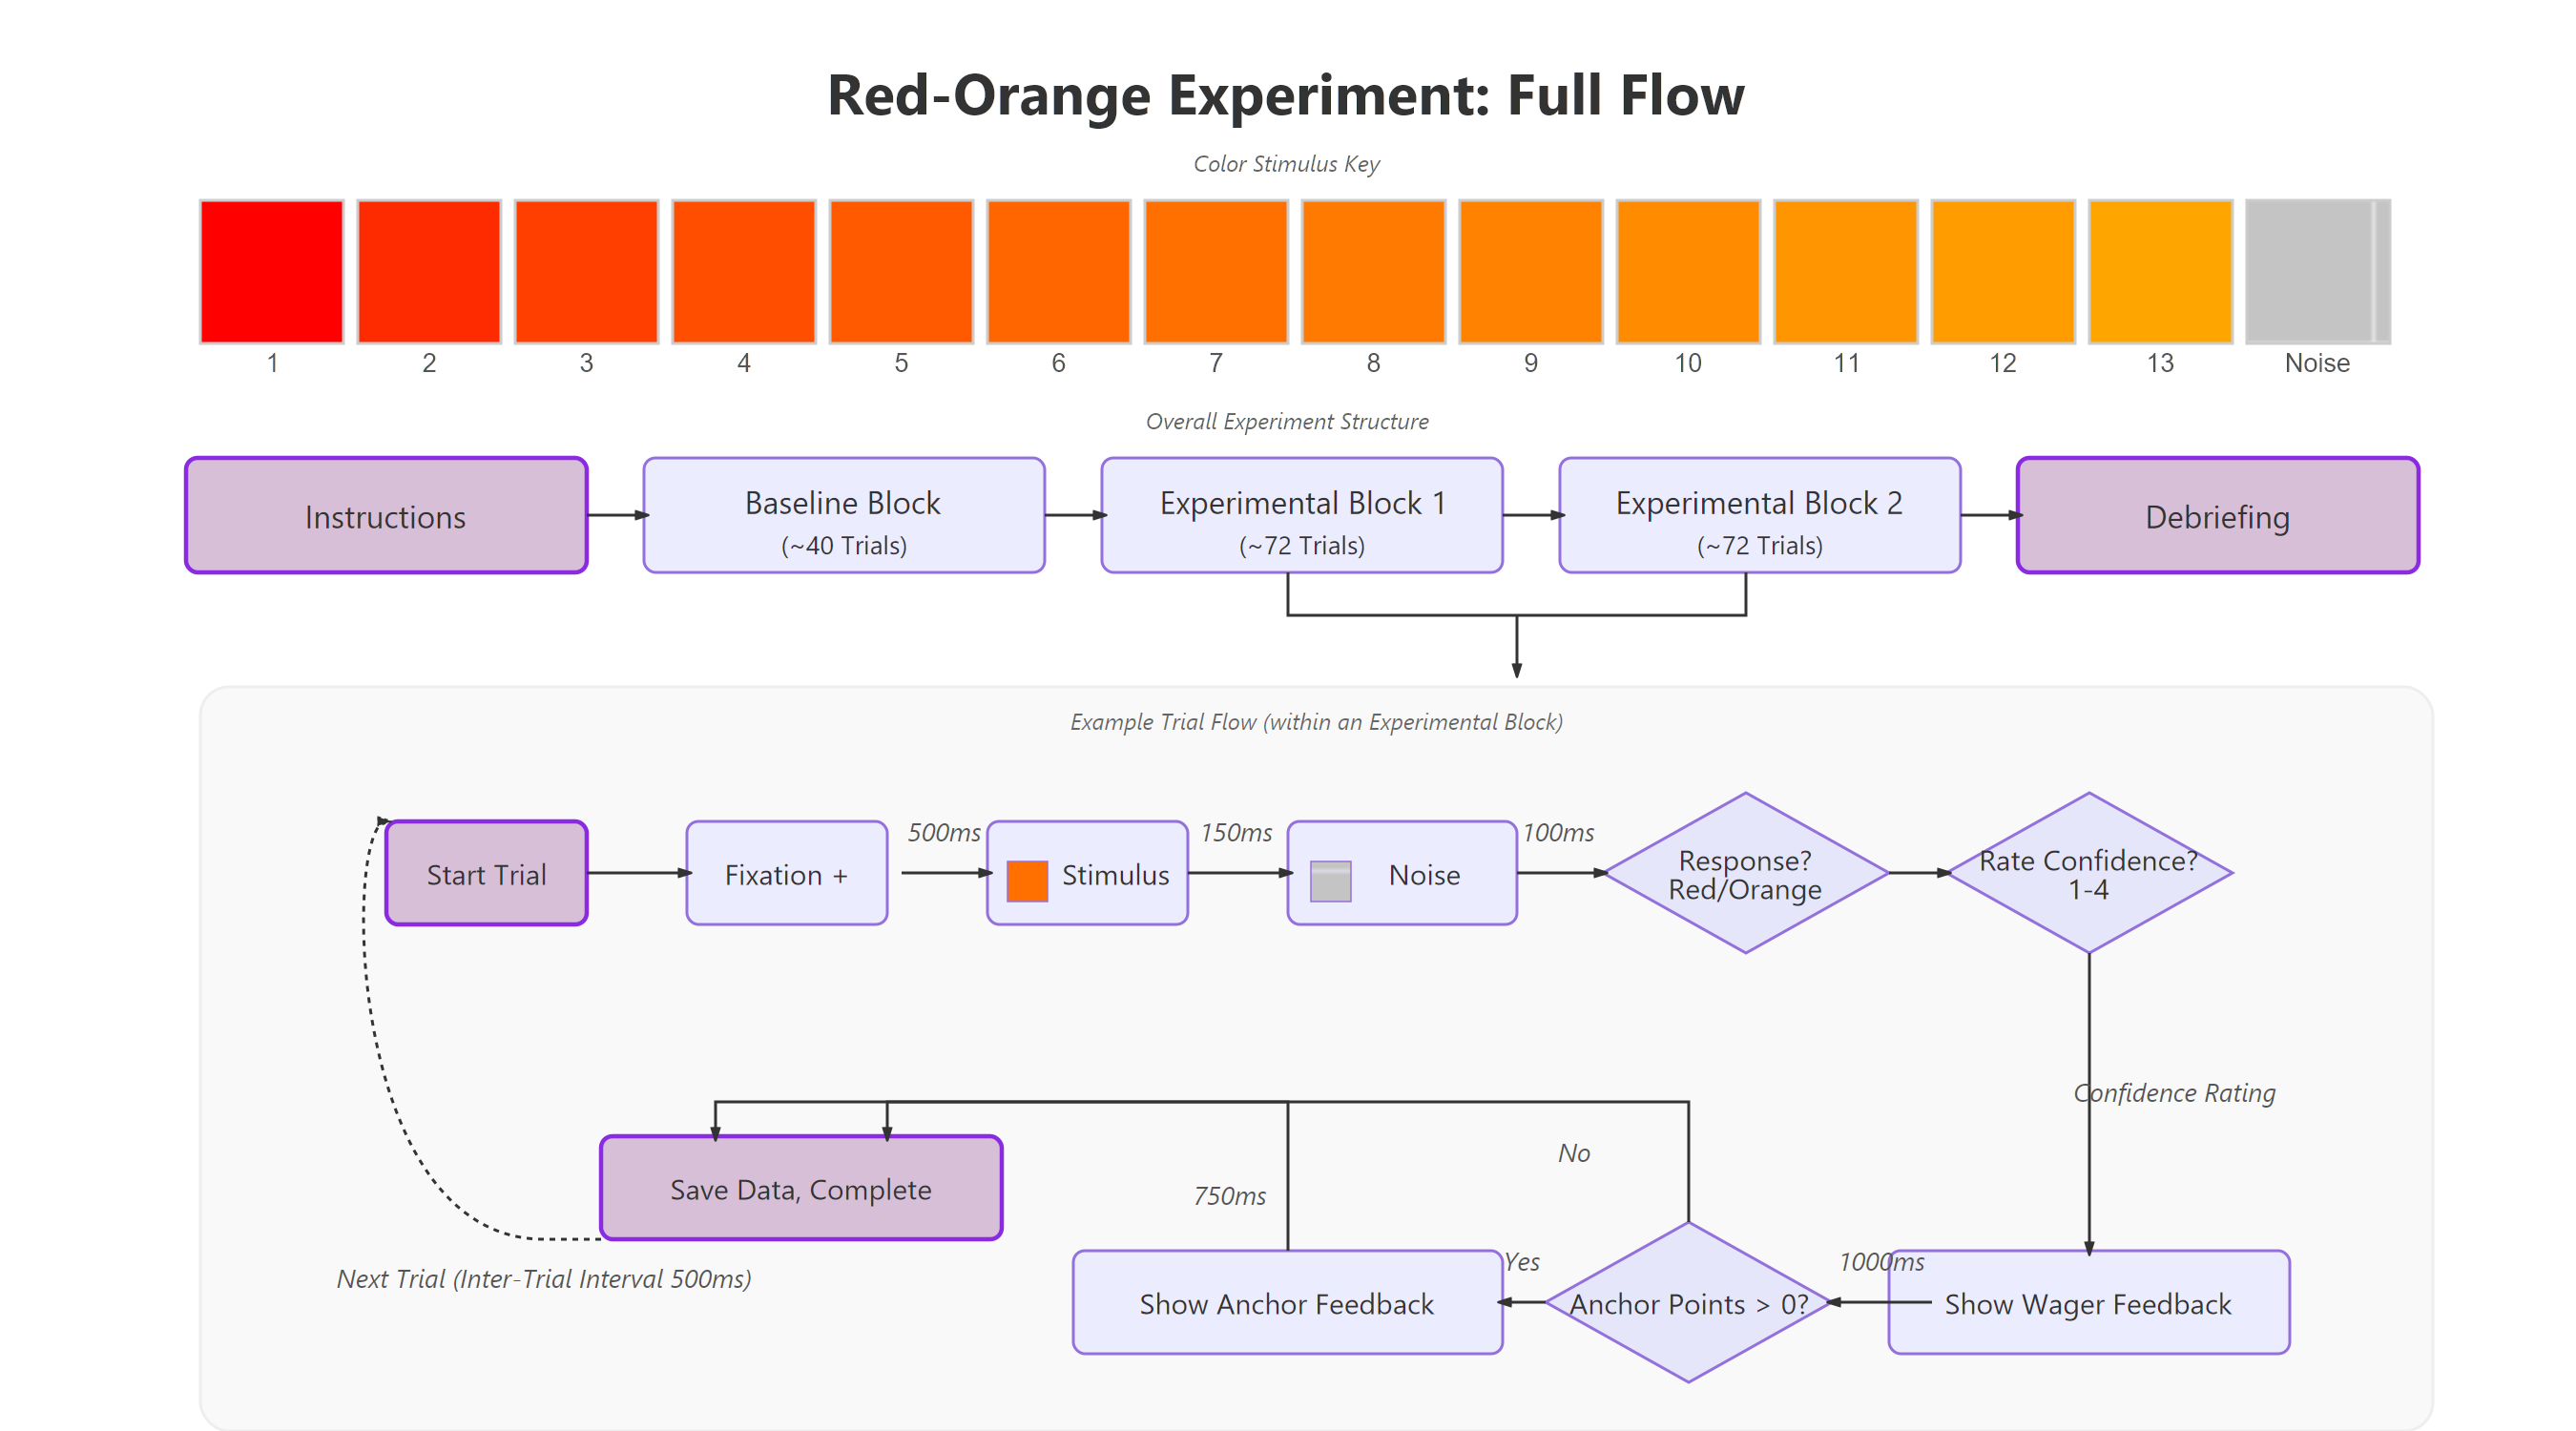 Red-Orange Experiment: Full Flow
Color Stimulus Key
1 2 3 4 5 6 7 8 9 10 11 12 13 Noise
Overall Experiment Structure
Instructions
Baseline Block
(~40 Trials)
Experimental Block 1
(~72 Trials)
Experimental Block 2
(~72 Trials)
Debriefing
Example Trial Flow (within an Experimental Block)
Start Trial
Fixation +
500ms
Stimulus
150ms
Noise
100ms
Response?
Red/Orange
Rate Confidence?
1-4
Confidence Rating
Show Wager Feedback
1000ms
Anchor Points > 0?
Yes
No
Show Anchor Feedback
750ms
Save Data, Complete
Next Trial (Inter-Trial Interval 500ms)